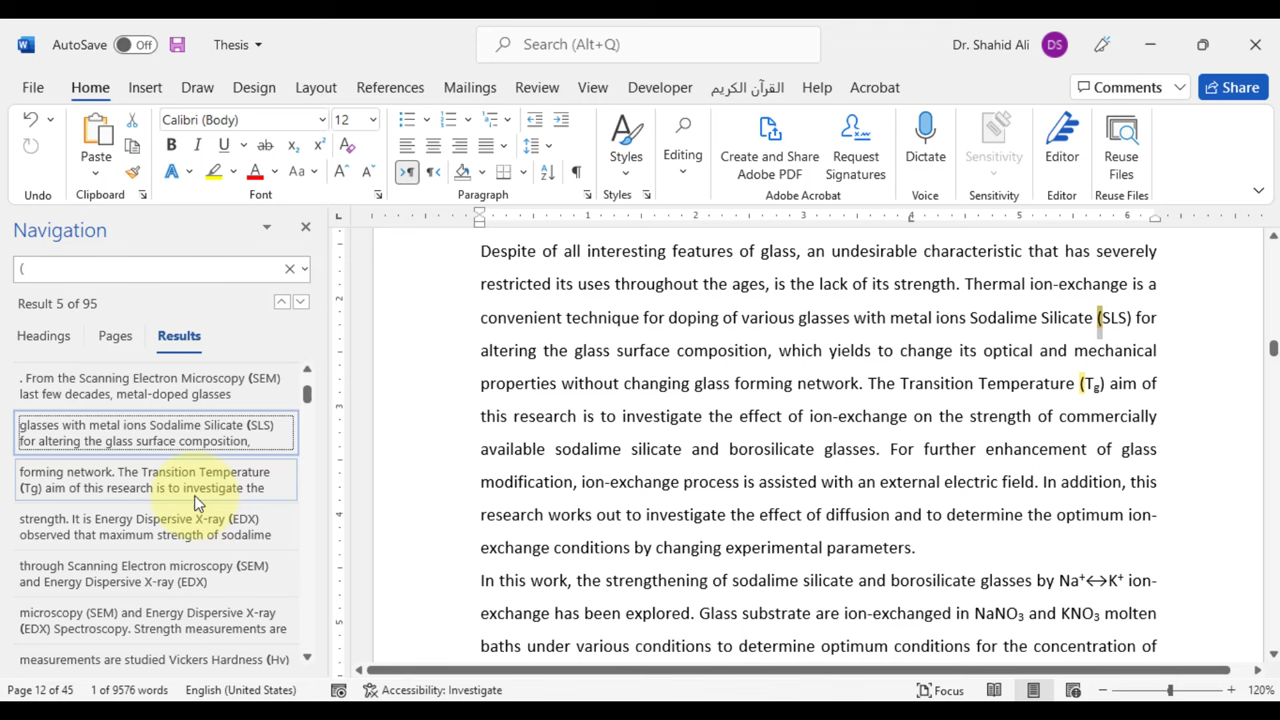 AutoSave Off Thesis Search (Alt+Q) Dr. Shahid Ali DS
File Home Insert Draw Design Layout References Mailings Review View Developer القرآن الكريم Help Acrobat Comments Share
Undo
Paste
Clipboard
Calibri (Body) 12
B I U ab x₂ x² A
A A Aa A A
Font
Paragraph
Styles
Styles
Editing
Create and Share
Adobe PDF
Request
Signatures
Adobe Acrobat
Dictate
Voice
Sensitivity
Sensitivity
Editor
Editor
Reuse
Files
Reuse Files
Navigation
(
Result 5 of 95
Headings Pages Results
. From the Scanning Electron Microscopy (SEM)
last few decades, metal-doped glasses
glasses with metal ions Sodalime Silicate (SLS)
for altering the glass surface composition,
forming network. The Transition Temperature
(Tg) aim of this research is to investigate the
strength. It is Energy Dispersive X-ray (EDX)
observed that maximum strength of sodalime
through Scanning Electron microscopy (SEM)
and Energy Dispersive X-ray (EDX)
microscopy (SEM) and Energy Dispersive X-ray
(EDX) Spectroscopy. Strength measurements are
measurements are studied Vickers Hardness (Hv)
1 2 3 4 5 6
2
3
4
5
Despite of all interesting features of glass, an undesirable characteristic that has severely
restricted its uses throughout the ages, is the lack of its strength. Thermal ion-exchange is a
convenient technique for doping of various glasses with metal ions Sodalime Silicate (SLS) for
altering the glass surface composition, which yields to change its optical and mechanical
properties without changing glass forming network. The Transition Temperature (Tg) aim of
this research is to investigate the effect of ion-exchange on the strength of commercially
available sodalime silicate and borosilicate glasses. For further enhancement of glass
modification, ion-exchange process is assisted with an external electric field. In addition, this
research works out to investigate the effect of diffusion and to determine the optimum ion-
exchange conditions by changing experimental parameters.
In this work, the strengthening of sodalime silicate and borosilicate glasses by Na⁺↔K⁺ ion-
exchange has been explored. Glass substrate are ion-exchanged in NaNO₃ and KNO₃ molten
baths under various conditions to determine optimum conditions for the concentration of
Page 12 of 45 1 of 9576 words English (United States) Accessibility: Investigate Focus 120%